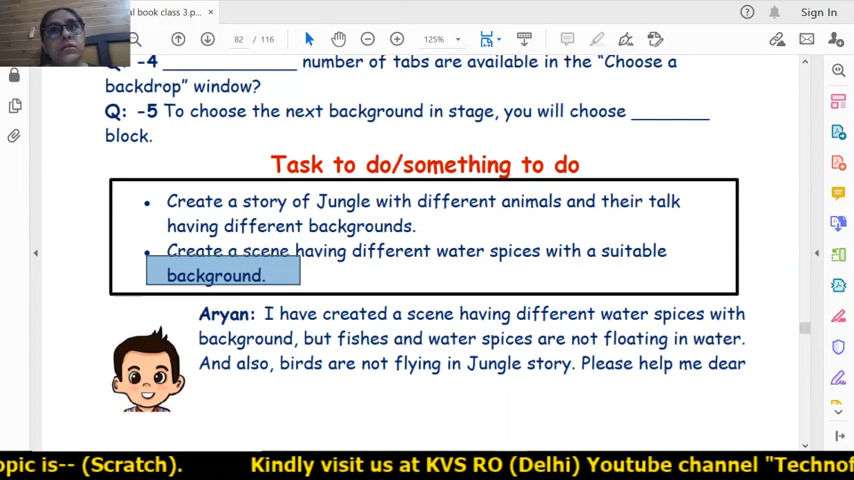 al book class 3.p...
×
Sign In
82 / 116
125%
Q: -4 ____________ number of tabs are available in the "Choose a
backdrop" window?
Q: -5 To choose the next background in stage, you will choose _______
block.
Task to do/something to do
• Create a story of Jungle with different animals and their talk
having different backgrounds.
• Create a scene having different water spices with a suitable
background.
Aryan: I have created a scene having different water spices with
background, but fishes and water spices are not floating in water.
And also, birds are not flying in Jungle story. Please help me dear
opic is-- (Scratch). Kindly visit us at KVS RO (Delhi) Youtube channel "Technof